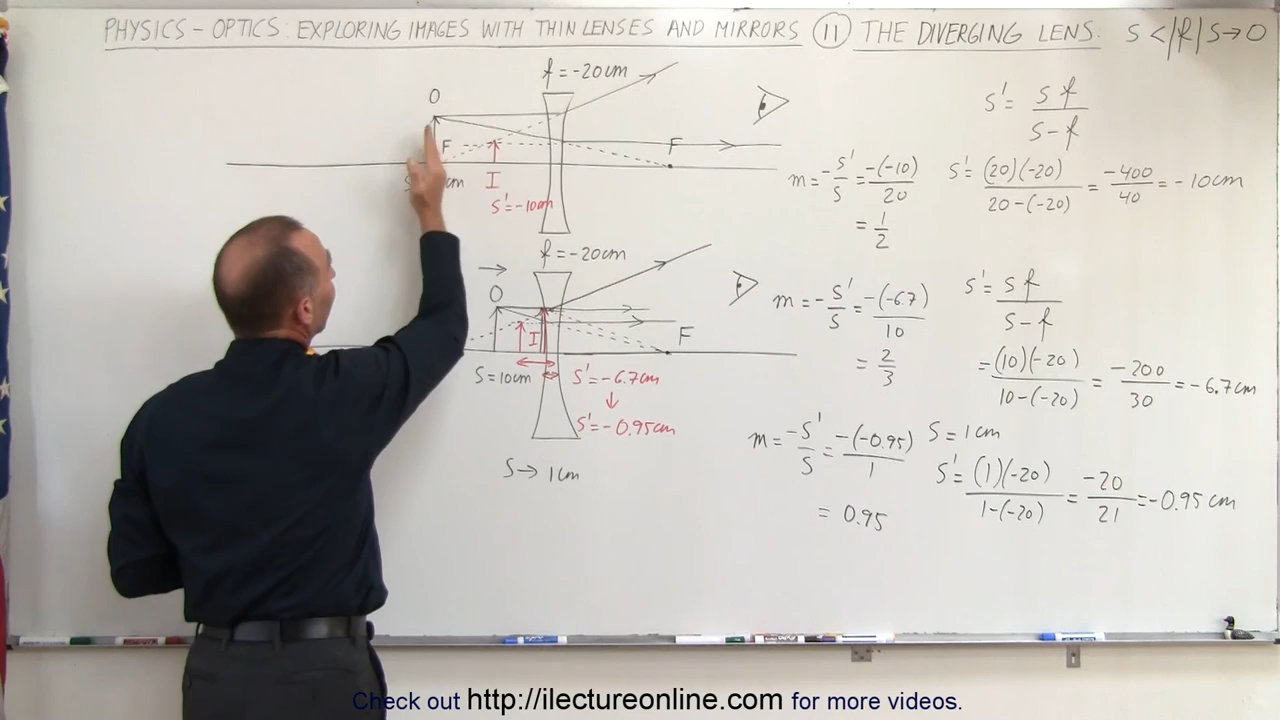 PHYSICS - OPTICS: EXPLORING IMAGES WITH THIN LENSES AND MIRRORS (11) THE DIVERGING LENS: S < |f| S → 0
f = -20cm
O
F
F
cm
I
S' = -10cm
S' = S f / S - f
m = -S' / S = -(-10) / 20
= 1/2
S' = (20)(-20) / 20-(-20) = -400 / 40 = -10cm
f = -20cm
O
I
F
S = 10cm
S' = -6.7cm
↓
S' = -0.95cm
S → 1cm
m = -S' / S = -(-6.7) / 10
= 2/3
S' = S f / S - f
= (10)(-20) / 10-(-20) = -200 / 30 = -6.7cm
m = -S' / S = -(-0.95) / 1
= 0.95
S = 1cm
S' = (1)(-20) / 1-(-20) = -20 / 21 = -0.95cm
Check out http://ilectureonline.com for more videos.